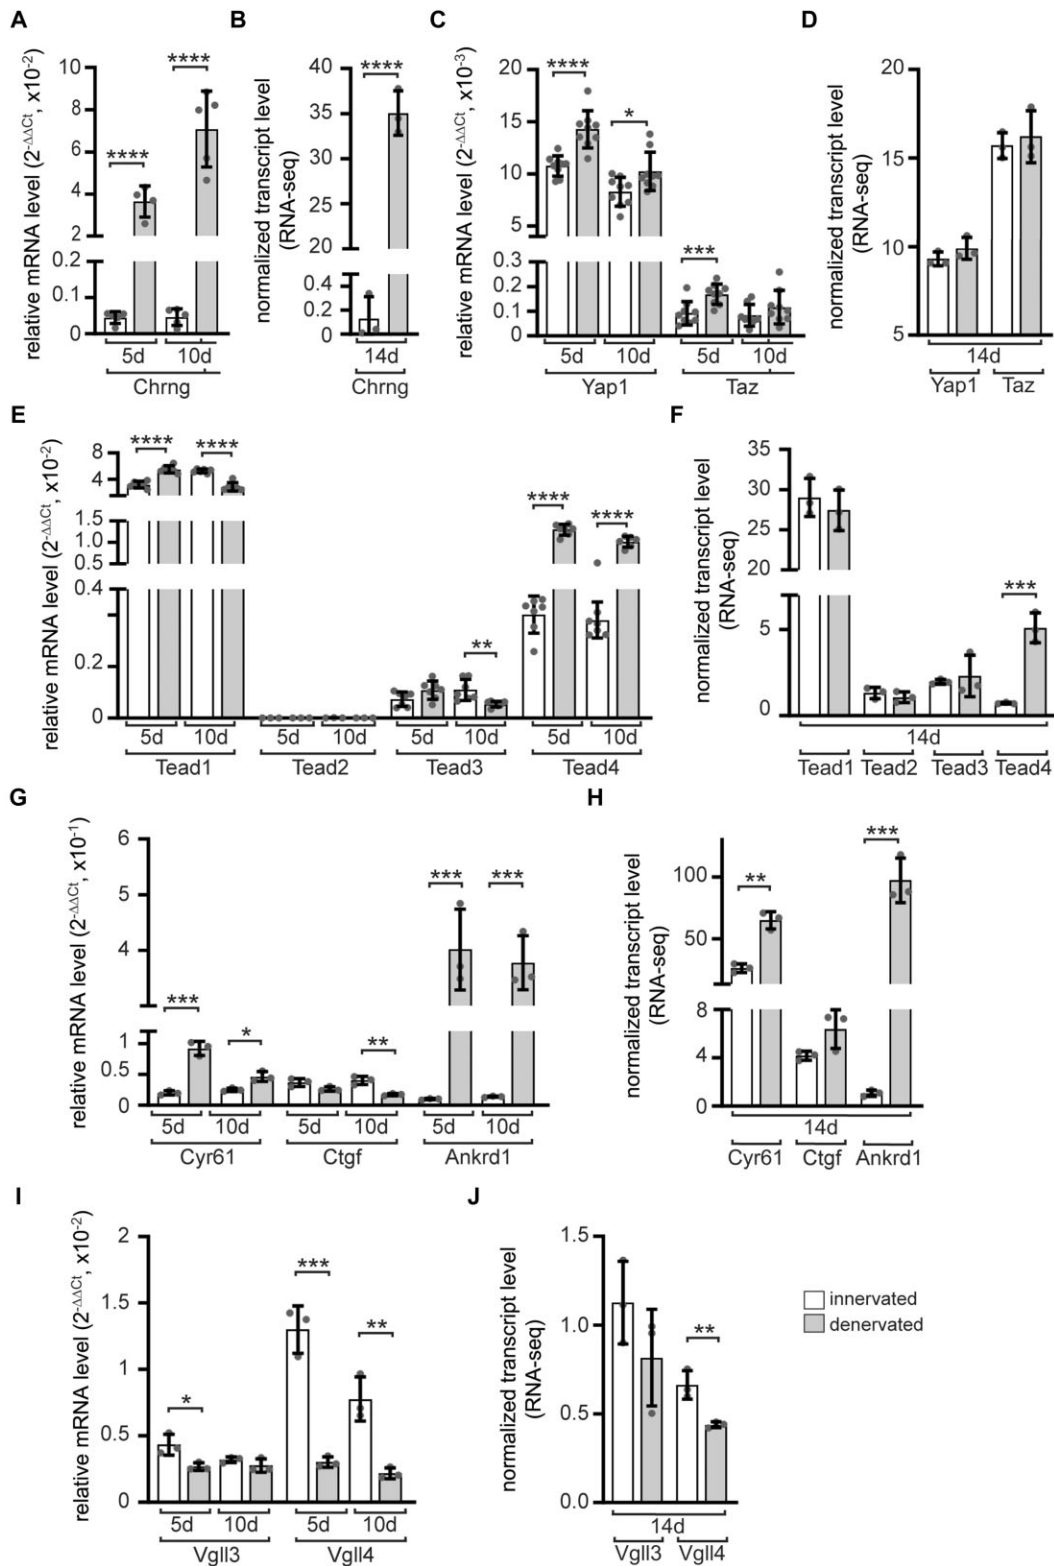 A
relative mRNA level (2-ΔΔCt, x10-2)
10
8
6
4
2
0.2
0.1
0
****
****
5d 10d
Chrng
B
normalized transcript level
(RNA-seq)
40
35
30
25
20
0.4
0.2
0
****
14d
Chrng
C
relative mRNA level (2-ΔΔCt, x10-3)
20
15
10
5
0.3
0.2
0.1
0
****
*
***
5d 10d 5d 10d
Yap1 Taz
D
normalized transcript level
(RNA-seq)
20
15
10
5
14d
Yap1 Taz
E
relative mRNA level (2-ΔΔCt, x10-2)
8
4
1.5
1.0
0.5
0.4
0.2
0
**** ****
**
**** ****
5d 10d 5d 10d 5d 10d 5d 10d
Tead1 Tead2 Tead3 Tead4
F
normalized transcript level
(RNA-seq)
35
30
25
20
5
0
***
14d
Tead1 Tead2 Tead3 Tead4
G
relative mRNA level (2-ΔΔCt, x10-1)
6
5
4
1
0.5
0
***
*
**
*** ***
5d 10d 5d 10d 5d 10d
Cyr61 Ctgf Ankrd1
H
normalized transcript level
(RNA-seq)
100
50
8
4
0
**
***
14d
Cyr61 Ctgf Ankrd1
I
relative mRNA level (2-ΔΔCt, x10-2)
2
1.5
1
0.5
0
*
***
**
5d 10d 5d 10d
Vgll3 Vgll4
J
normalized transcript level
(RNA-seq)
1.5
1.0
0.5
0.0
**
14d
Vgll3 Vgll4
innervated
denervated